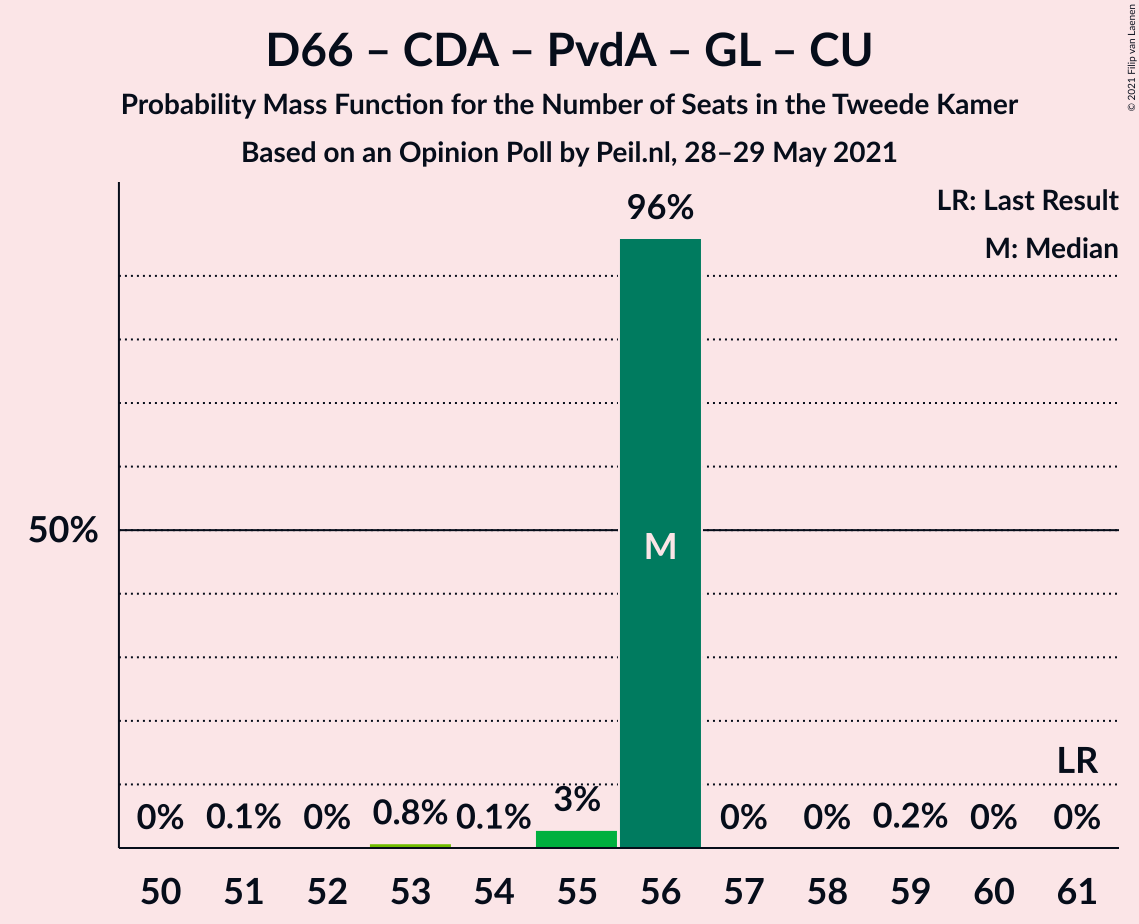 D66 – CDA – PvdA – GL – CU
Probability Mass Function for the Number of Seats in the Tweede Kamer
Based on an Opinion Poll by Peil.nl, 28–29 May 2021
© 2021 Filip van Laenen
LR: Last Result
M: Median
96%
50%
M
LR
0% 0.1% 0% 0.8% 0.1% 3% 0% 0% 0.2% 0% 0%
50 51 52 53 54 55 56 57 58 59 60 61